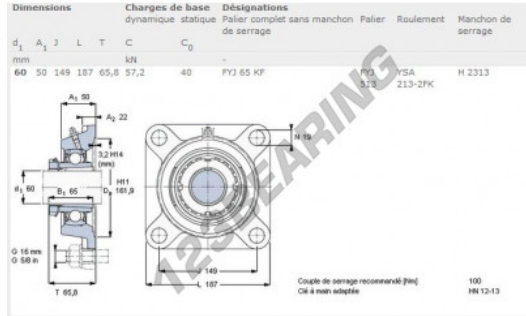 Dimensions Charges de base Désignations
dynamique statique Palier complet sans manchon Palier Roulement Manchon de
de serrage serrage
d1 A1 J L T C C0
mm kN -
60 50 149 187 65,8 57,2 40 FYJ 65 KF FYJ YSA H 2313
513 213-2FK
A1 50
A2 22
N 19
3,2 H14
(mm)
H11
d1 60
B1 65
Da 161,9
G 16 mm
G 5/8 in
J 149
L 187
T 65,8
Couple de serrage recommandé [Nm] 100
Clé à main adaptée HN 12-13
123BEARING